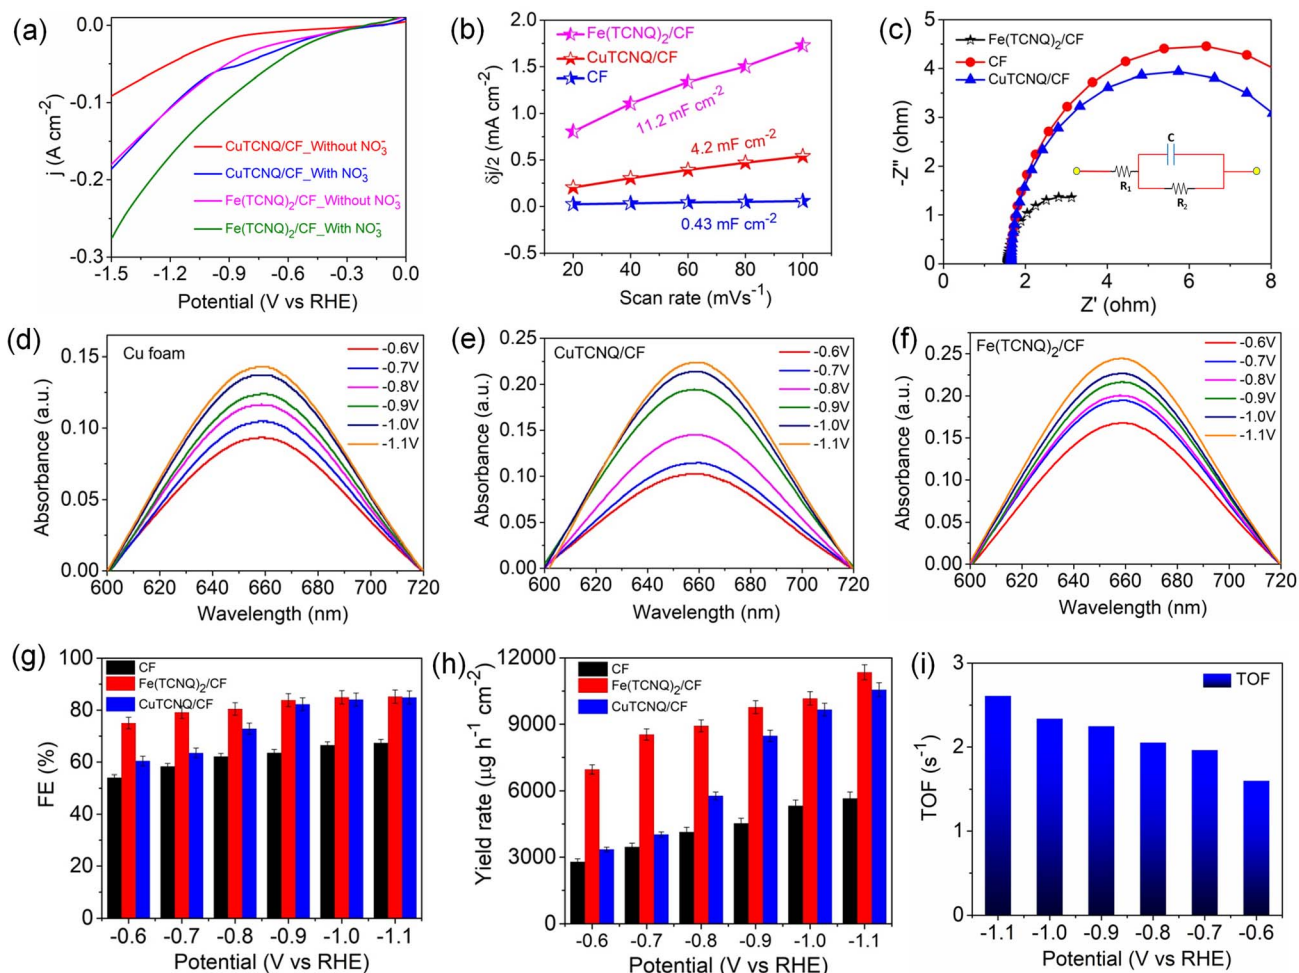 (a)
0.0
-0.1
-0.2
-0.3
j (A cm-2)
CuTCNQ/CF_Without NO3-
CuTCNQ/CF_With NO3-
Fe(TCNQ)2/CF_Without NO3-
Fe(TCNQ)2/CF_With NO3-
-1.5 -1.2 -0.9 -0.6 -0.3 0.0
Potential (V vs RHE)
(b)
2.0
1.5
1.0
0.5
0.0
-0.5
δj/2 (mA cm-2)
Fe(TCNQ)2/CF
CuTCNQ/CF
CF
11.2 mF cm-2
4.2 mF cm-2
0.43 mF cm-2
20 40 60 80 100
Scan rate (mVs-1)
(c)
5
4
3
2
1
0
-Z" (ohm)
Fe(TCNQ)2/CF
CF
CuTCNQ/CF
C
R1
R2
0 2 4 6 8
Z' (ohm)
(d)
0.15
0.10
0.05
0.00
Absorbance (a.u.)
Cu foam
-0.6V
-0.7V
-0.8V
-0.9V
-1.0V
-1.1V
600 620 640 660 680 700 720
Wavelength (nm)
(e)
0.25
0.20
0.15
0.10
0.05
0.00
Absorbance (a.u.)
CuTCNQ/CF
-0.6V
-0.7V
-0.8V
-0.9V
-1.0V
-1.1V
600 620 640 660 680 700 720
Wavelength (nm)
(f)
0.25
0.20
0.15
0.10
0.05
0.00
Absorbance (a.u.)
Fe(TCNQ)2/CF
-0.6V
-0.7V
-0.8V
-0.9V
-1.0V
-1.1V
600 620 640 660 680 700 720
Wavelength (nm)
(g)
100
80
60
40
20
0
FE (%)
CF
Fe(TCNQ)2/CF
CuTCNQ/CF
-0.6 -0.7 -0.8 -0.9 -1.0 -1.1
Potential (V vs RHE)
(h)
12000
9000
6000
3000
0
Yield rate (µg h-1 cm-2)
CF
Fe(TCNQ)2/CF
CuTCNQ/CF
-0.6 -0.7 -0.8 -0.9 -1.0 -1.1
Potential (V vs RHE)
(i)
3
2
1
0
TOF (s-1)
TOF
-1.1 -1.0 -0.9 -0.8 -0.7 -0.6
Potential (V vs RHE)